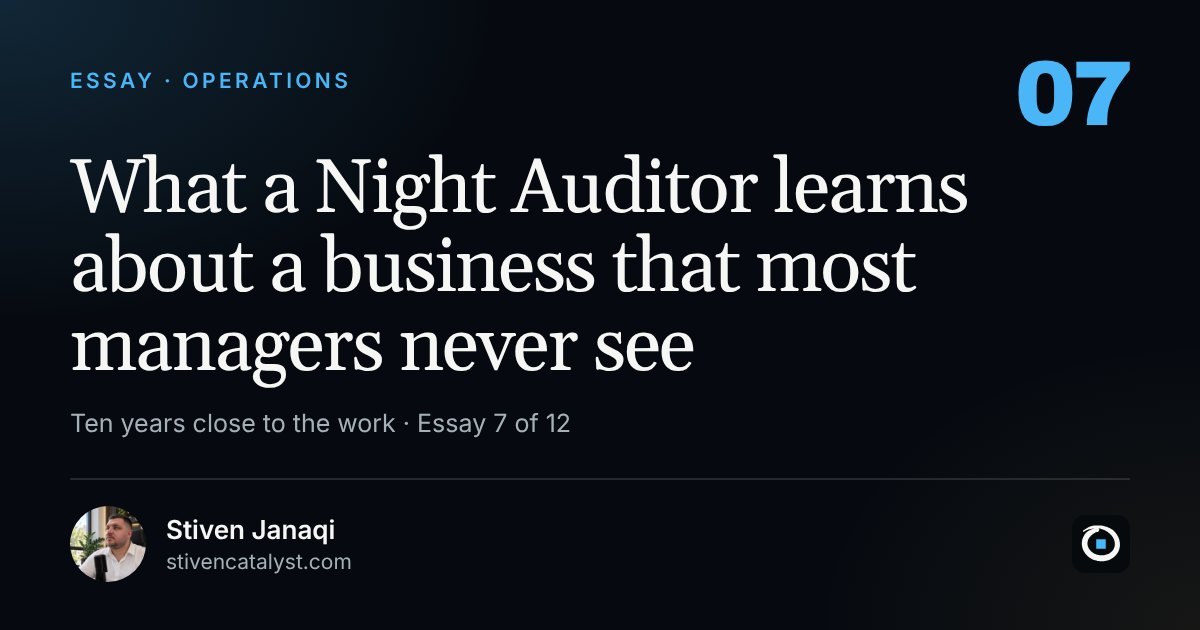 ESSAY · OPERATIONS
07
What a Night Auditor learns
about a business that most
managers never see
Ten years close to the work · Essay 7 of 12
Stiven Janaqi
stivencatalyst.com